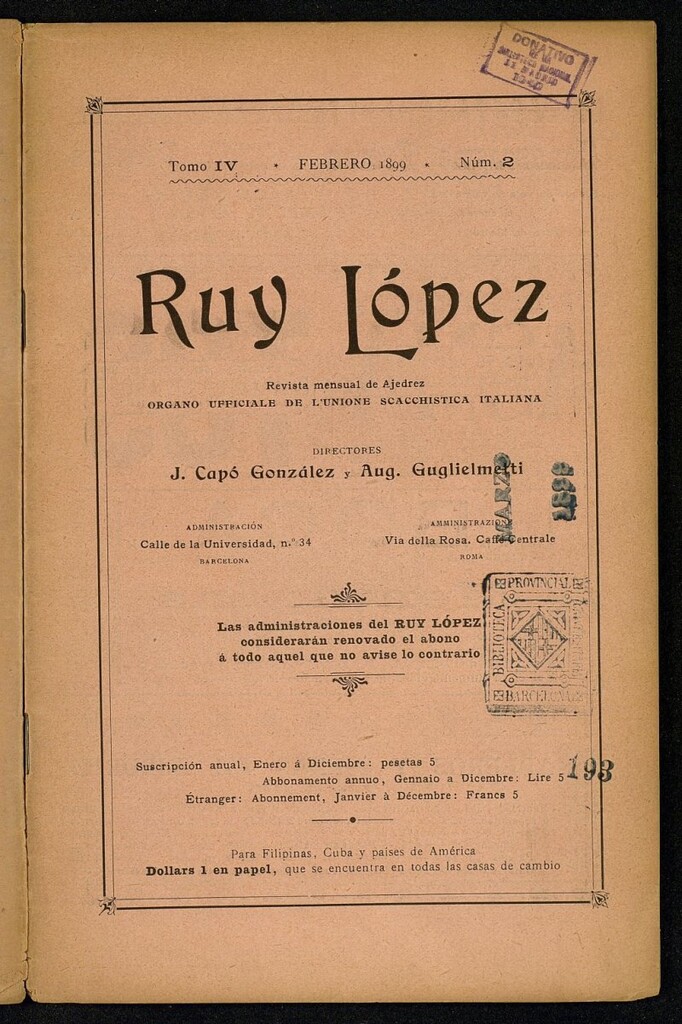 DONATIVO
Tomo IV * FEBRERO 1899 * Núm. 2
Ruy López
Revista mensual de Ajedrez
ORGANO UFFICIALE DE L'UNIONE SCACCHISTICA ITALIANA
DIRECTORES
J. Capó González y Aug. Guglielmetti
MARZO
ADMINISTRACIÓN
Calle de la Universidad, n.º 34
BARCELONA
AMMINISTRAZIONE
Via della Rosa. Caffè Centrale
ROMA
Las administraciones del RUY LÓPEZ
considerarán renovado el abono
á todo aquel que no avise lo contrario
BIBLIOTECA
PROVINCIAL
BARCELONA
Suscripción anual, Enero á Diciembre: pesetas 5
Abbonamento annuo, Gennaio a Dicembre: Lire 5
193
Étranger: Abonnement, Janvier à Décembre: Francs 5
Para Filipinas, Cuba y países de América
Dollars 1 en papel, que se encuentra en todas las casas de cambio